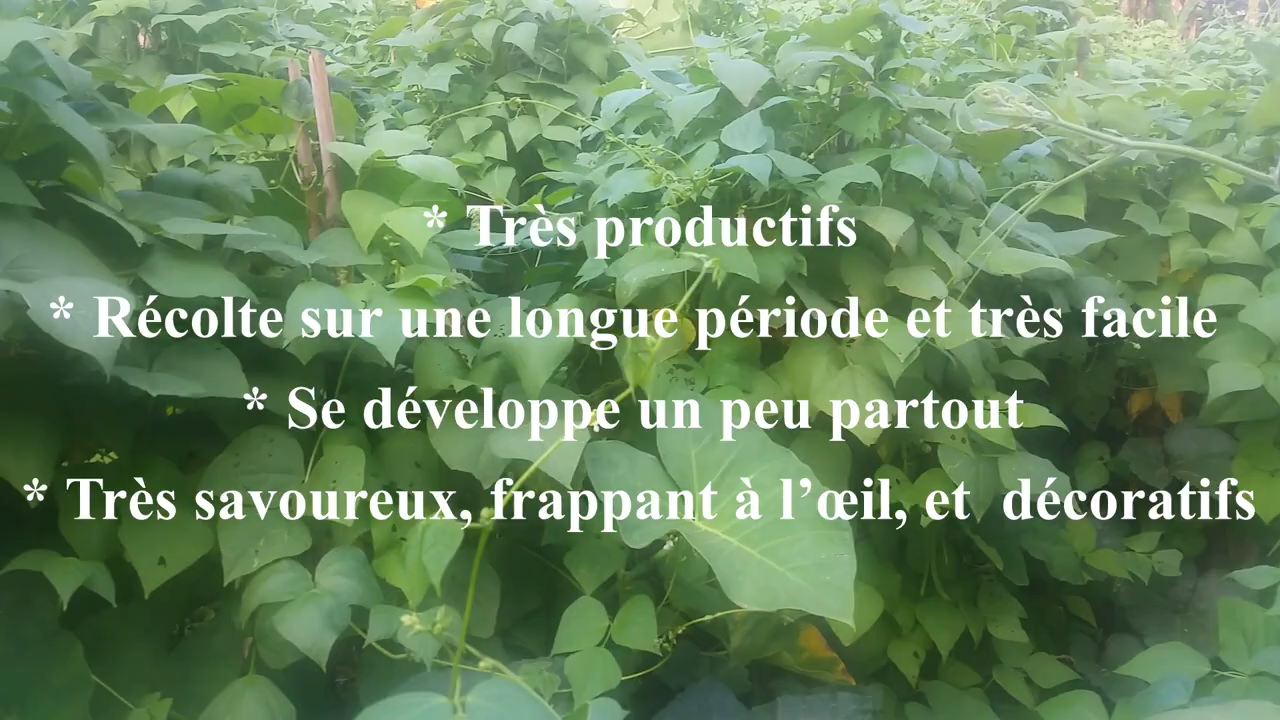 * Très productifs
* Récolte sur une longue période et très facile
* Se développe un peu partout
* Très savoureux, frappant à l’œil, et  décoratifs